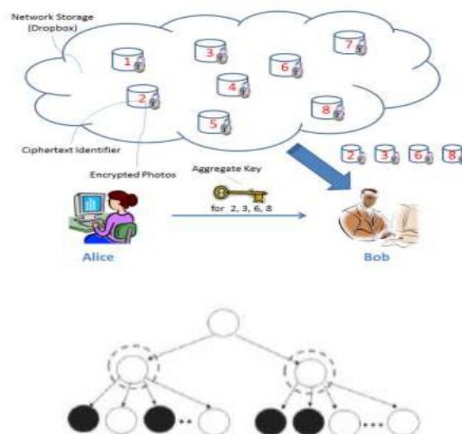 Network Storage
(Dropbox)
7
3
1
6
4
2
8
5
Ciphertext Identifier
2 3 6 8
Encrypted Photos
Aggregate Key
for 2, 3, 6, 8
Alice
Bob